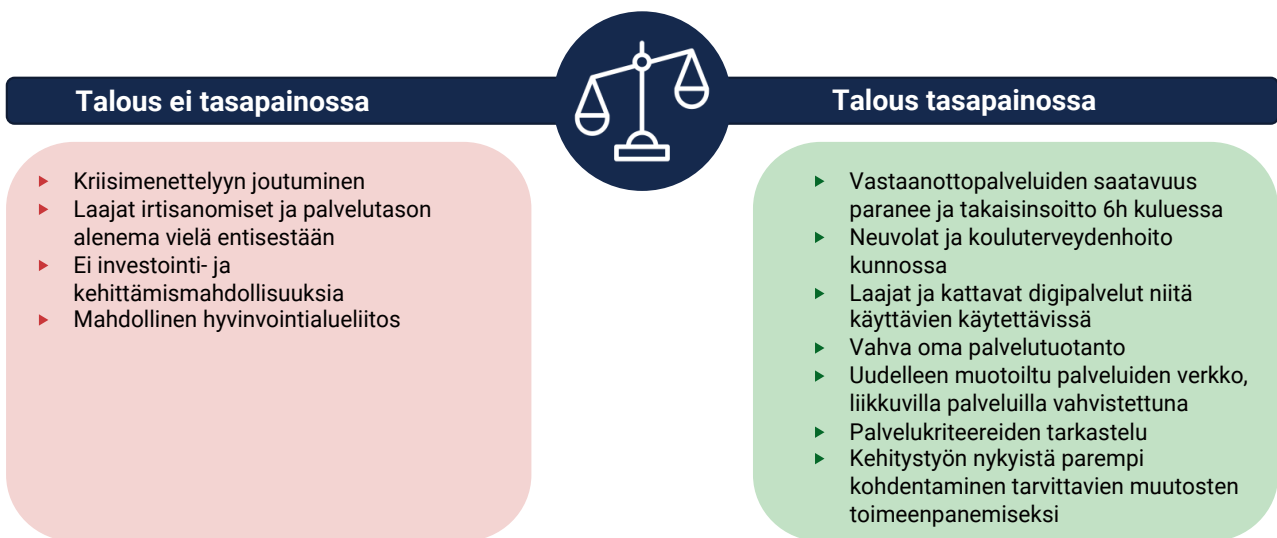 Talous ei tasapainossa
Kriisimenettelyyn joutuminen
Laajat irtisanomiset ja palvelutason
alenema vielä entisestään
Ei investointi- ja
kehittämismahdollisuuksia
Mahdollinen hyvinvointialueliitos
Talous tasapainossa
Vastaanottopalveluiden saatavuus
paranee ja takaisinsoitto 6h kuluessa
Neuvolat ja kouluterveydenhoito
kunnossa
Laajat ja kattavat digipalvelut niitä
käyttävien käytettävissä
Vahva oma palvelutuotanto
Uudelleen muotoiltu palveluiden verkko,
liikkuvilla palveluilla vahvistettuna
Palvelukriteereiden tarkastelu
Kehitystyön nykyistä parempi
kohdentaminen tarvittavien muutosten
toimeenpanemiseksi